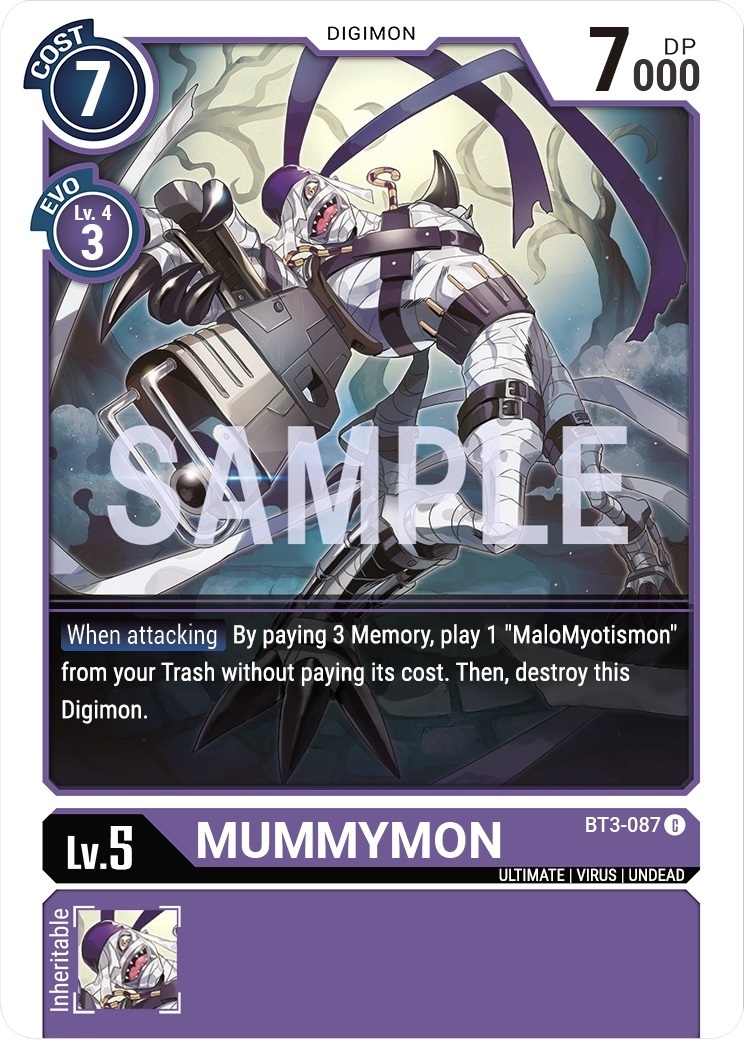 DIGIMON
COST
7
7000
DP
EVO
Lv. 4
3
SAMPLE
When attacking By paying 3 Memory, play 1 "MaloMyotismon"
from your Trash without paying its cost. Then, destroy this
Digimon.
BT3-087 C
Lv.5 MUMMYMON
ULTIMATE | VIRUS | UNDEAD
Inheritable